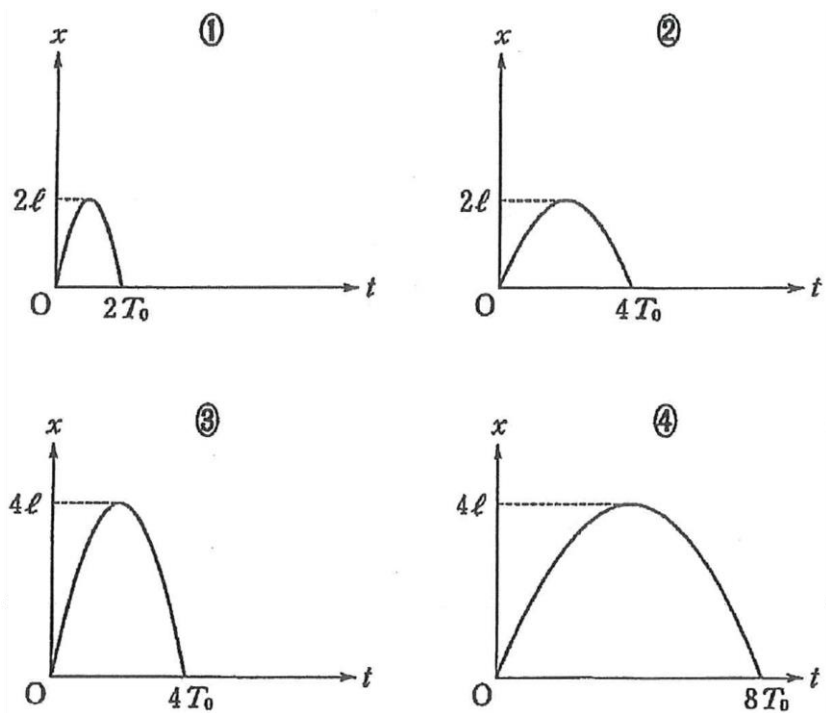 ①
x
2ℓ
O
2T₀
t
②
x
2ℓ
O
4T₀
t
③
x
4ℓ
O
4T₀
t
④
x
4ℓ
O
8T₀
t